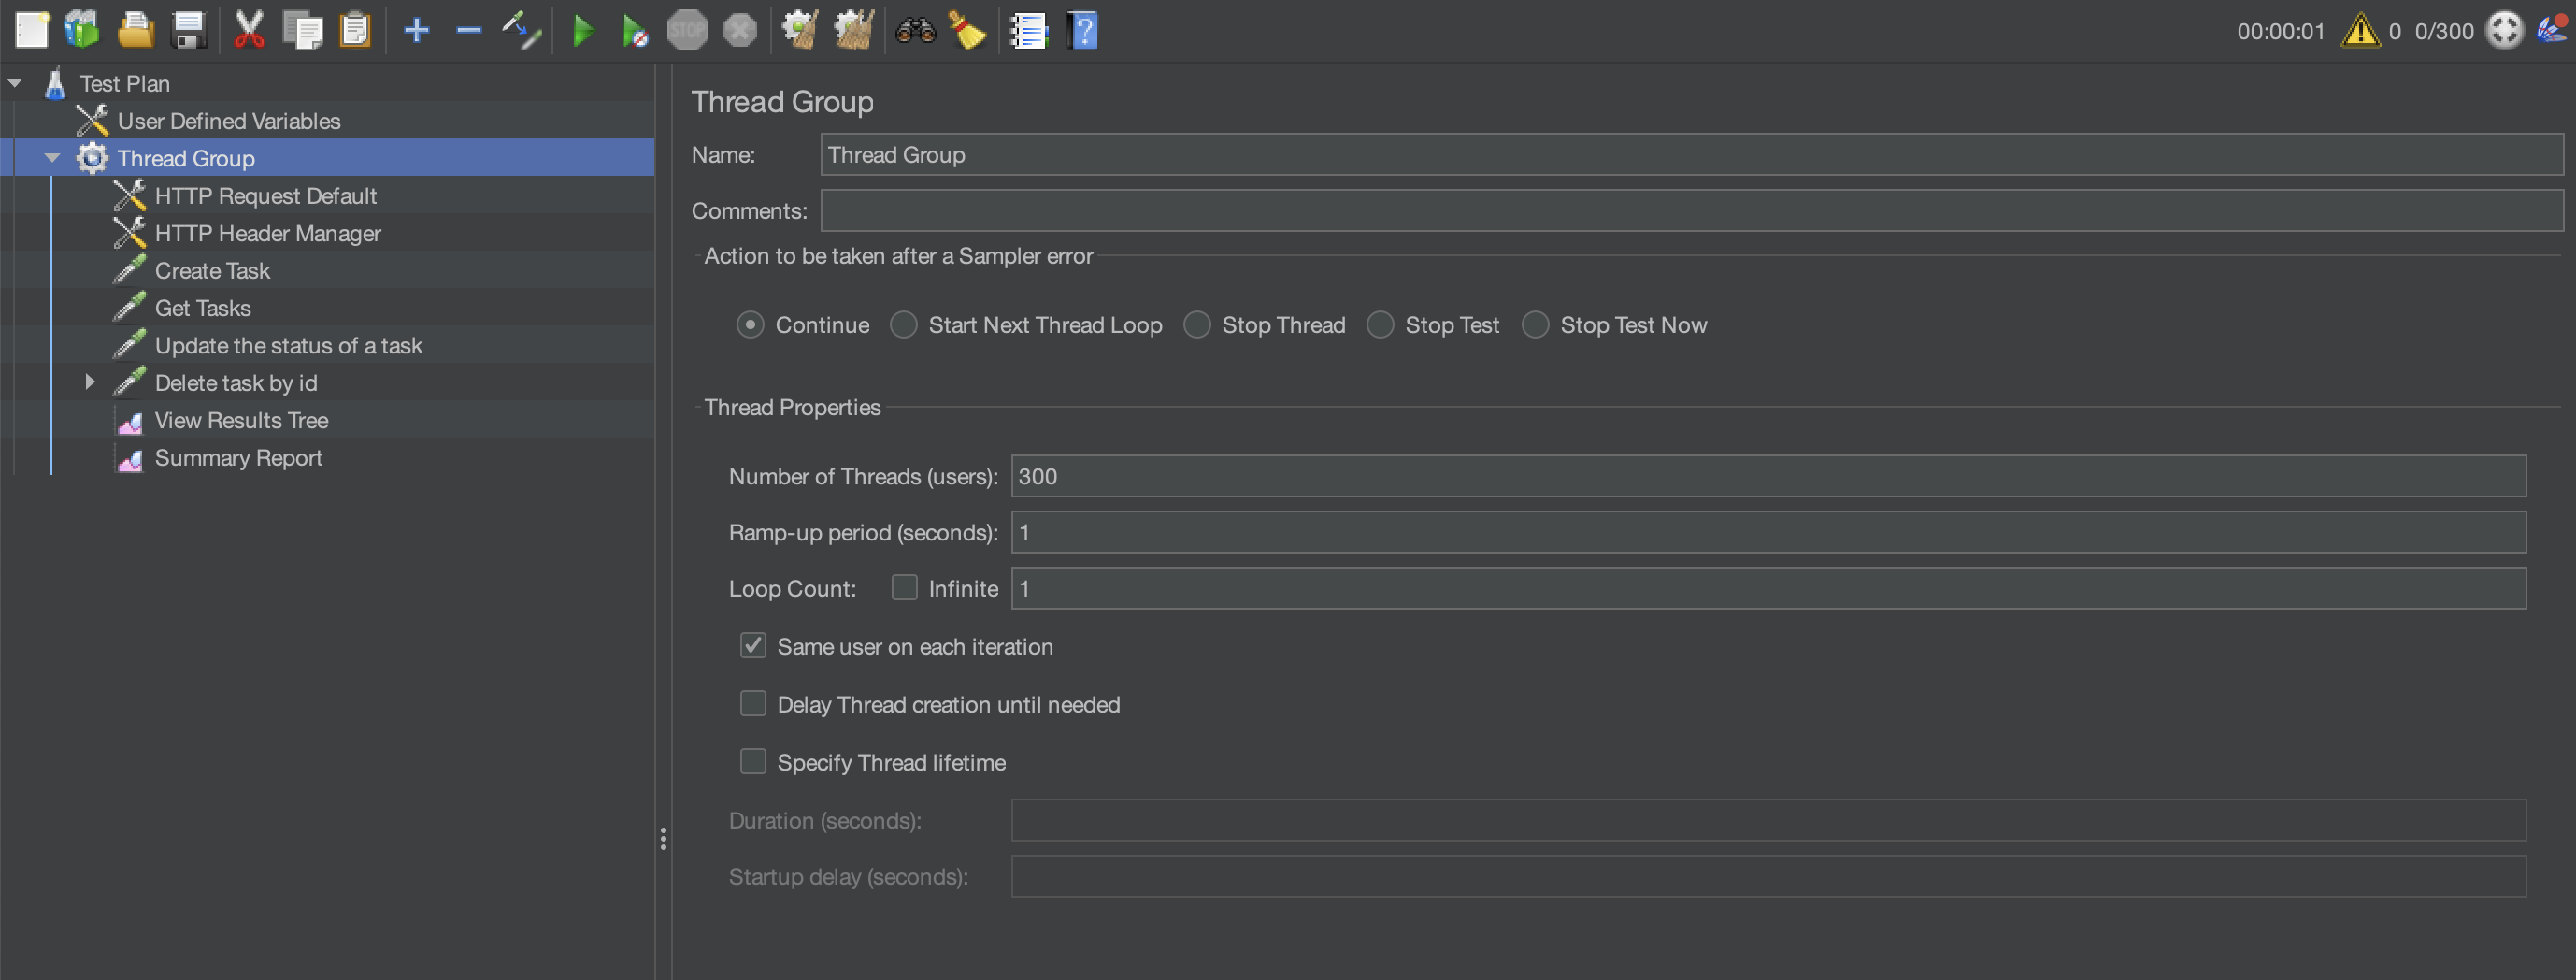 STOP
00:00:01 0 0/300
Test Plan
User Defined Variables
Thread Group
HTTP Request Default
HTTP Header Manager
Create Task
Get Tasks
Update the status of a task
Delete task by id
View Results Tree
Summary Report
Thread Group
Name: Thread Group
Comments:
Action to be taken after a Sampler error
Continue Start Next Thread Loop Stop Thread Stop Test Stop Test Now
Thread Properties
Number of Threads (users): 300
Ramp-up period (seconds): 1
Loop Count: Infinite 1
Same user on each iteration
Delay Thread creation until needed
Specify Thread lifetime
Duration (seconds):
Startup delay (seconds):